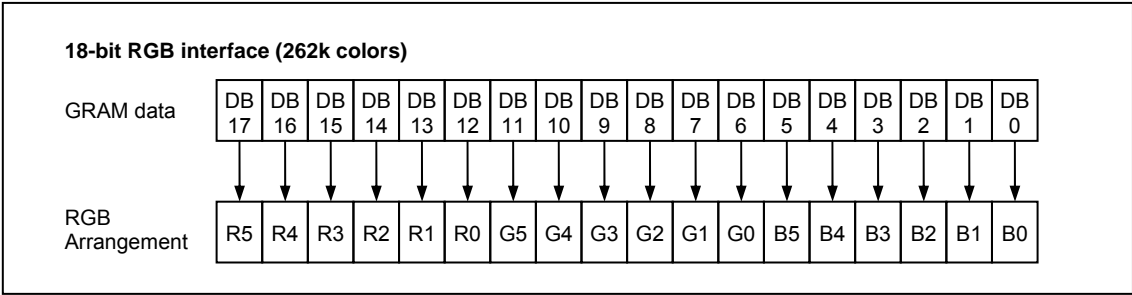 18-bit RGB interface (262k colors)
GRAM data
DB DB DB DB DB DB DB DB DB DB DB DB DB DB DB DB DB DB
17 16 15 14 13 12 11 10 9 8 7 6 5 4 3 2 1 0
RGB
Arrangement
R5 R4 R3 R2 R1 R0 G5 G4 G3 G2 G1 G0 B5 B4 B3 B2 B1 B0